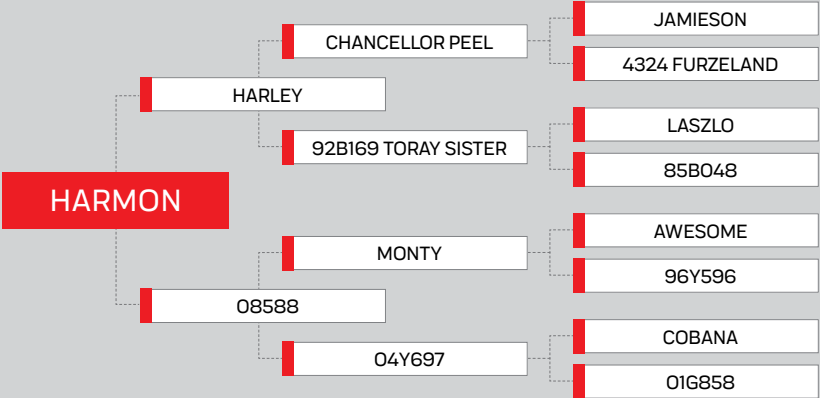 JAMIESON
CHANCELLOR PEEL
4324 FURZELAND
HARLEY
LASZLO
92B169 TORAY SISTER
85B048
HARMON
AWESOME
MONTY
96Y596
08588
COBANA
04Y697
01G858